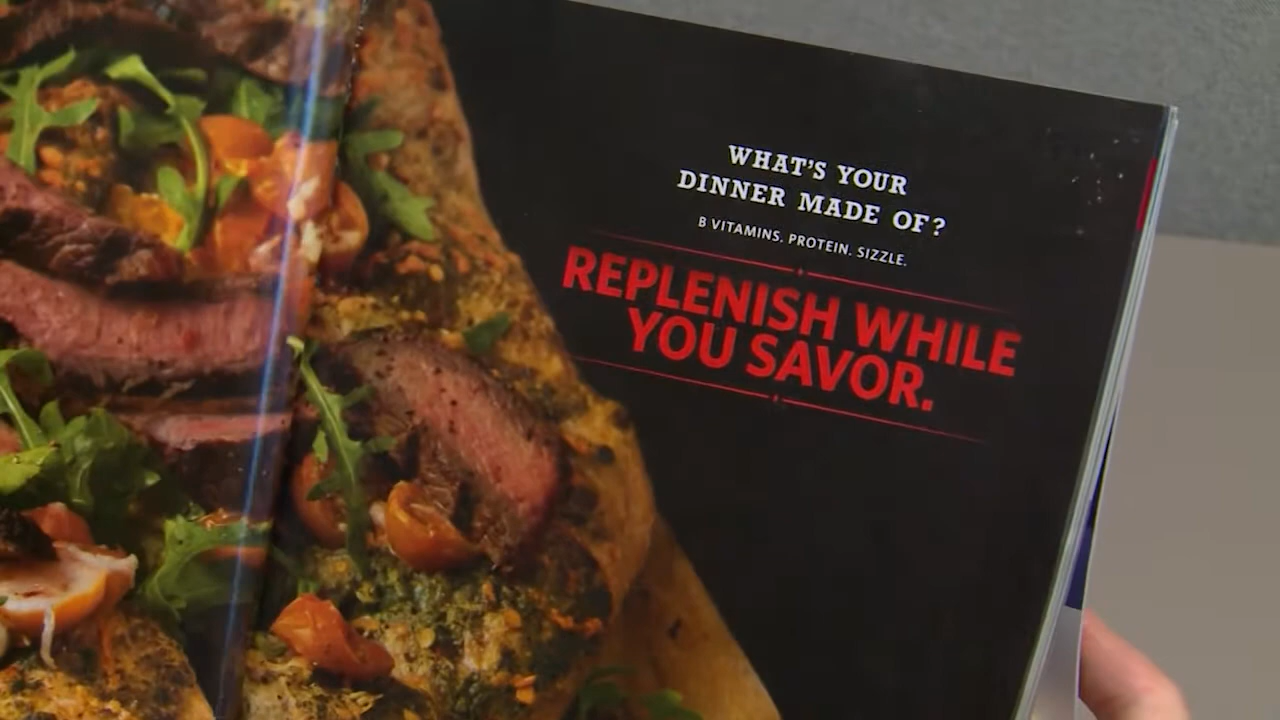 WHAT'S YOUR
DINNER MADE OF?
B VITAMINS. PROTEIN. SIZZLE.
REPLENISH WHILE
YOU SAVOR.